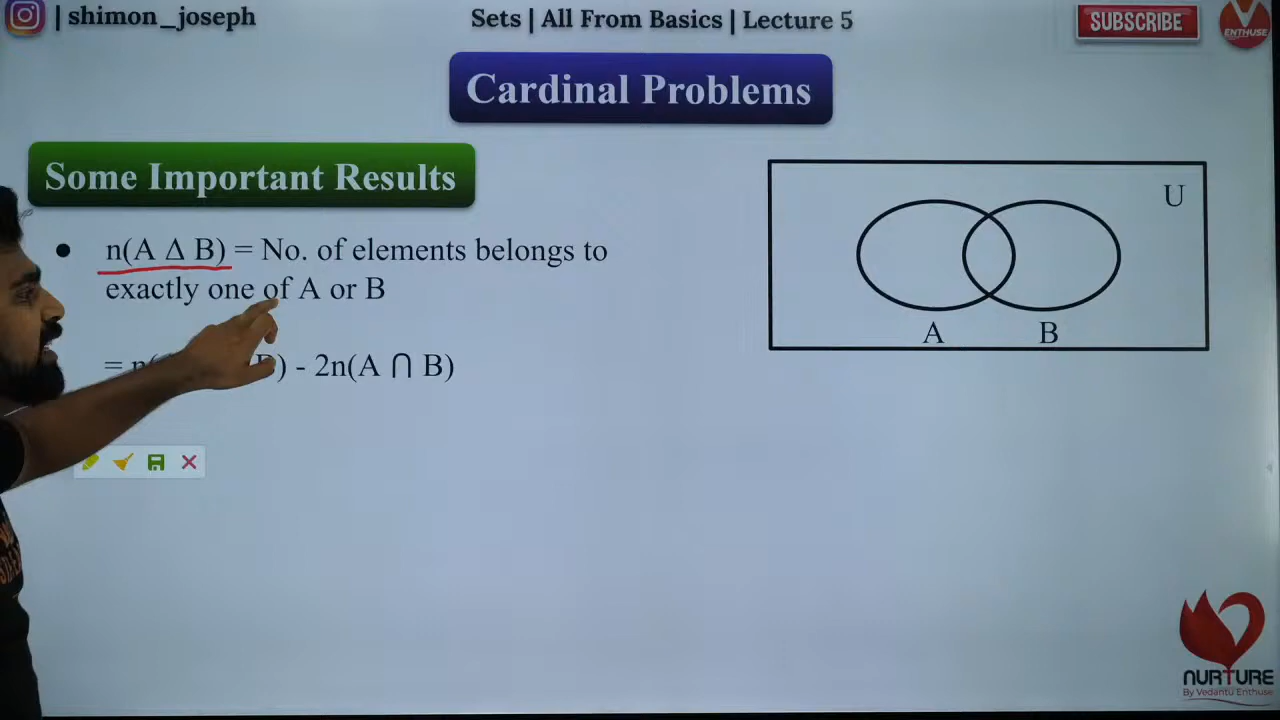 | shimon_joseph
Sets | All From Basics | Lecture 5
SUBSCRIBE
ENTHUSE
Cardinal Problems
Some Important Results
U
• n(A Δ B) = No. of elements belongs to
exactly one of A or B
A B
= n( B) - 2n(A ∩ B)
NURTURE
By Vedantu Enthuse